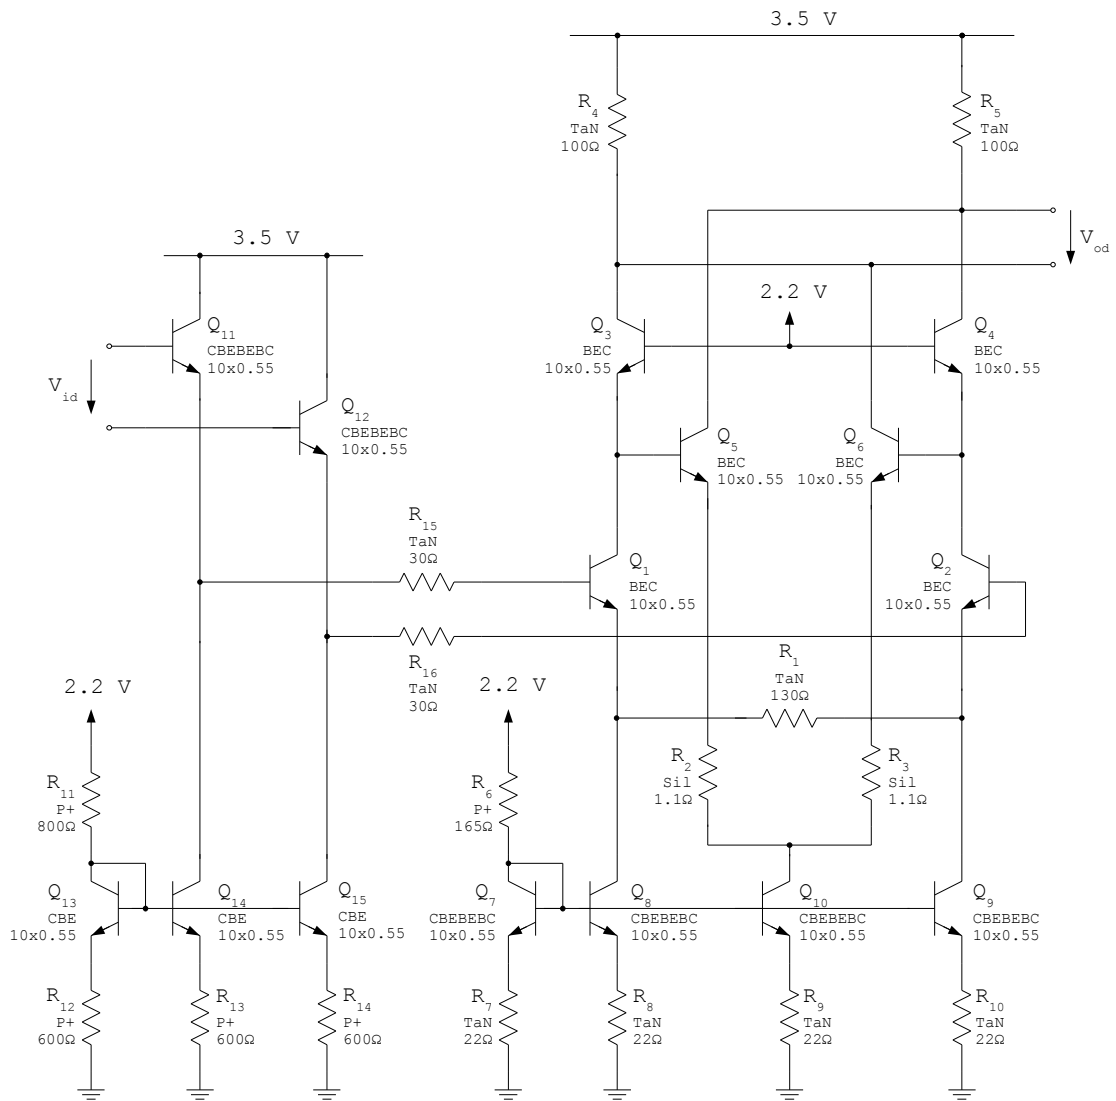 3.5 V
R4
TaN
100Ω
R5
TaN
100Ω
Vod
3.5 V
2.2 V
Q11
CBEBEBC
10x0.55
Q3
BEC
10x0.55
Q4
BEC
10x0.55
Vid
Q12
CBEBEBC
10x0.55
Q5
BEC
10x0.55
Q6
BEC
10x0.55
R15
TaN
30Ω
Q1
BEC
10x0.55
Q2
BEC
10x0.55
R16
TaN
30Ω
R1
TaN
130Ω
2.2 V
2.2 V
R11
P+
800Ω
R6
P+
165Ω
R2
Sil
1.1Ω
R3
Sil
1.1Ω
Q13
CBE
10x0.55
Q14
CBE
10x0.55
Q15
CBE
10x0.55
Q7
CBEBEBC
10x0.55
Q8
CBEBEBC
10x0.55
Q10
CBEBEBC
10x0.55
Q9
CBEBEBC
10x0.55
R12
P+
600Ω
R13
P+
600Ω
R14
P+
600Ω
R7
TaN
22Ω
R8
TaN
22Ω
R9
TaN
22Ω
R10
TaN
22Ω